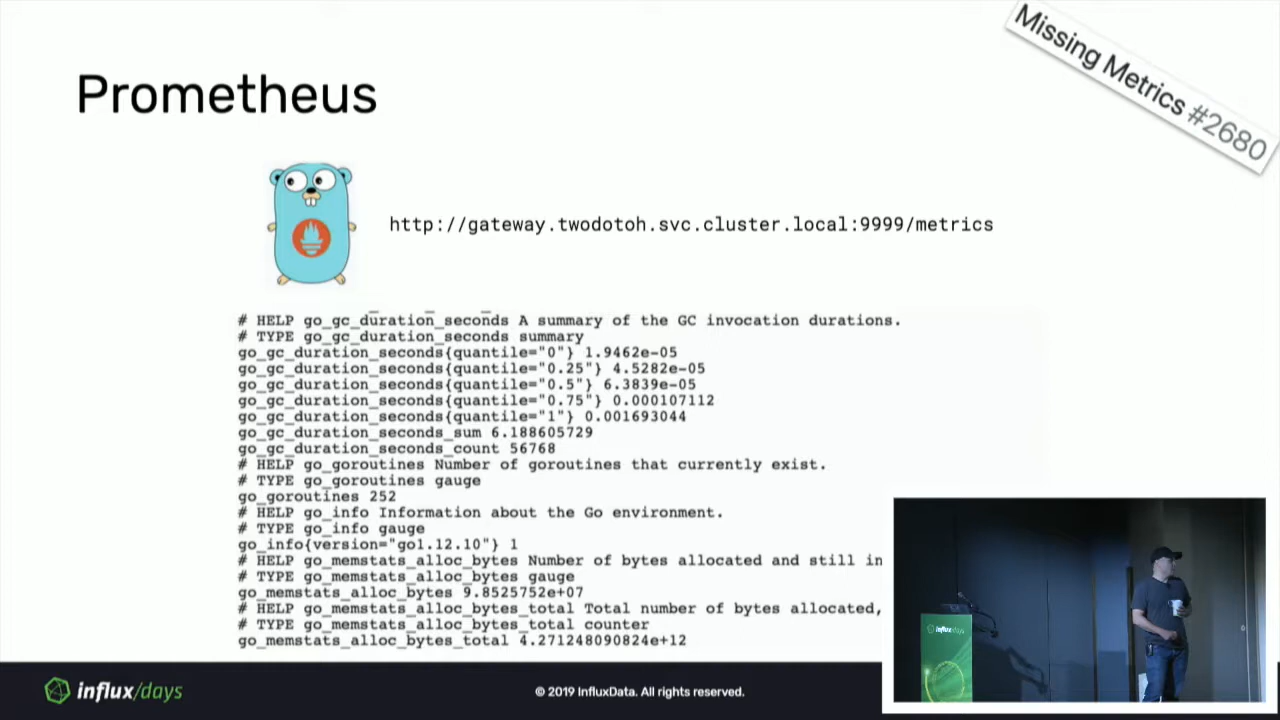 Missing Metrics #2680
Prometheus
http://gateway.twodotoh.svc.cluster.local:9999/metrics
# HELP go_gc_duration_seconds A summary of the GC invocation durations.
# TYPE go_gc_duration_seconds summary
go_gc_duration_seconds{quantile="0"} 1.9462e-05
go_gc_duration_seconds{quantile="0.25"} 4.5282e-05
go_gc_duration_seconds{quantile="0.5"} 6.3839e-05
go_gc_duration_seconds{quantile="0.75"} 0.000107112
go_gc_duration_seconds{quantile="1"} 0.001693044
go_gc_duration_seconds_sum 6.188605729
go_gc_duration_seconds_count 56768
# HELP go_goroutines Number of goroutines that currently exist.
# TYPE go_goroutines gauge
go_goroutines 252
# HELP go_info Information about the Go environment.
# TYPE go_info gauge
go_info{version="go1.12.10"} 1
# HELP go_memstats_alloc_bytes Number of bytes allocated and still in
# TYPE go_memstats_alloc_bytes gauge
go_memstats_alloc_bytes 9.8525752e+07
# HELP go_memstats_alloc_bytes_total Total number of bytes allocated,
# TYPE go_memstats_alloc_bytes_total counter
go_memstats_alloc_bytes_total 4.271248090824e+12
influx/days
influx/days
© 2019 InfluxData. All rights reserved.